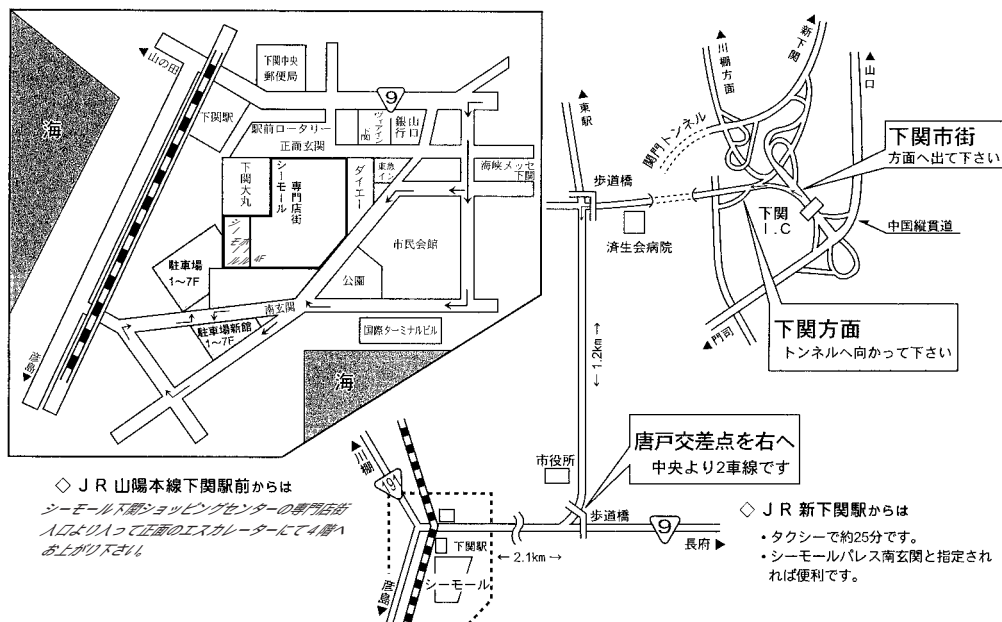 ▲山の田
下関中央
郵便局
9
下関駅
ヴィアイン
下関
山口
銀行
駅前ロータリー
正面玄関
海
下関大丸
シーモール
専門店街
ダイエー
東急
イン
海峡メッセ
下関
シーモールパレス
4F
市民会館
駐車場
1〜7F
公園
南玄関
駐車場新館
1〜7F
国際ターミナルビル
海
彦島▼
▲新下関
▲川棚方面
▲山口
▲東駅
関門トンネル
下関市街
方面へ出て下さい
歩道橋
下関
I.C
済生会病院
中国縦貫道
下関方面
トンネルへ向かって下さい
▲門司
←1.2km→
唐戸交差点を右へ
中央より2車線です
市役所
歩道橋
9
長府▶
▲川棚
191
下関駅
←2.1km→
シーモール
彦島▼
◇ JR山陽本線下関駅前からは
シーモール下関ショッピングセンターの専門店街
入口より入って正面のエスカレーターにて4階へ
お上がり下さい。
◇ JR新下関駅からは
・タクシーで約25分です。
・シーモールパレス南玄関と指定され
れば便利です。